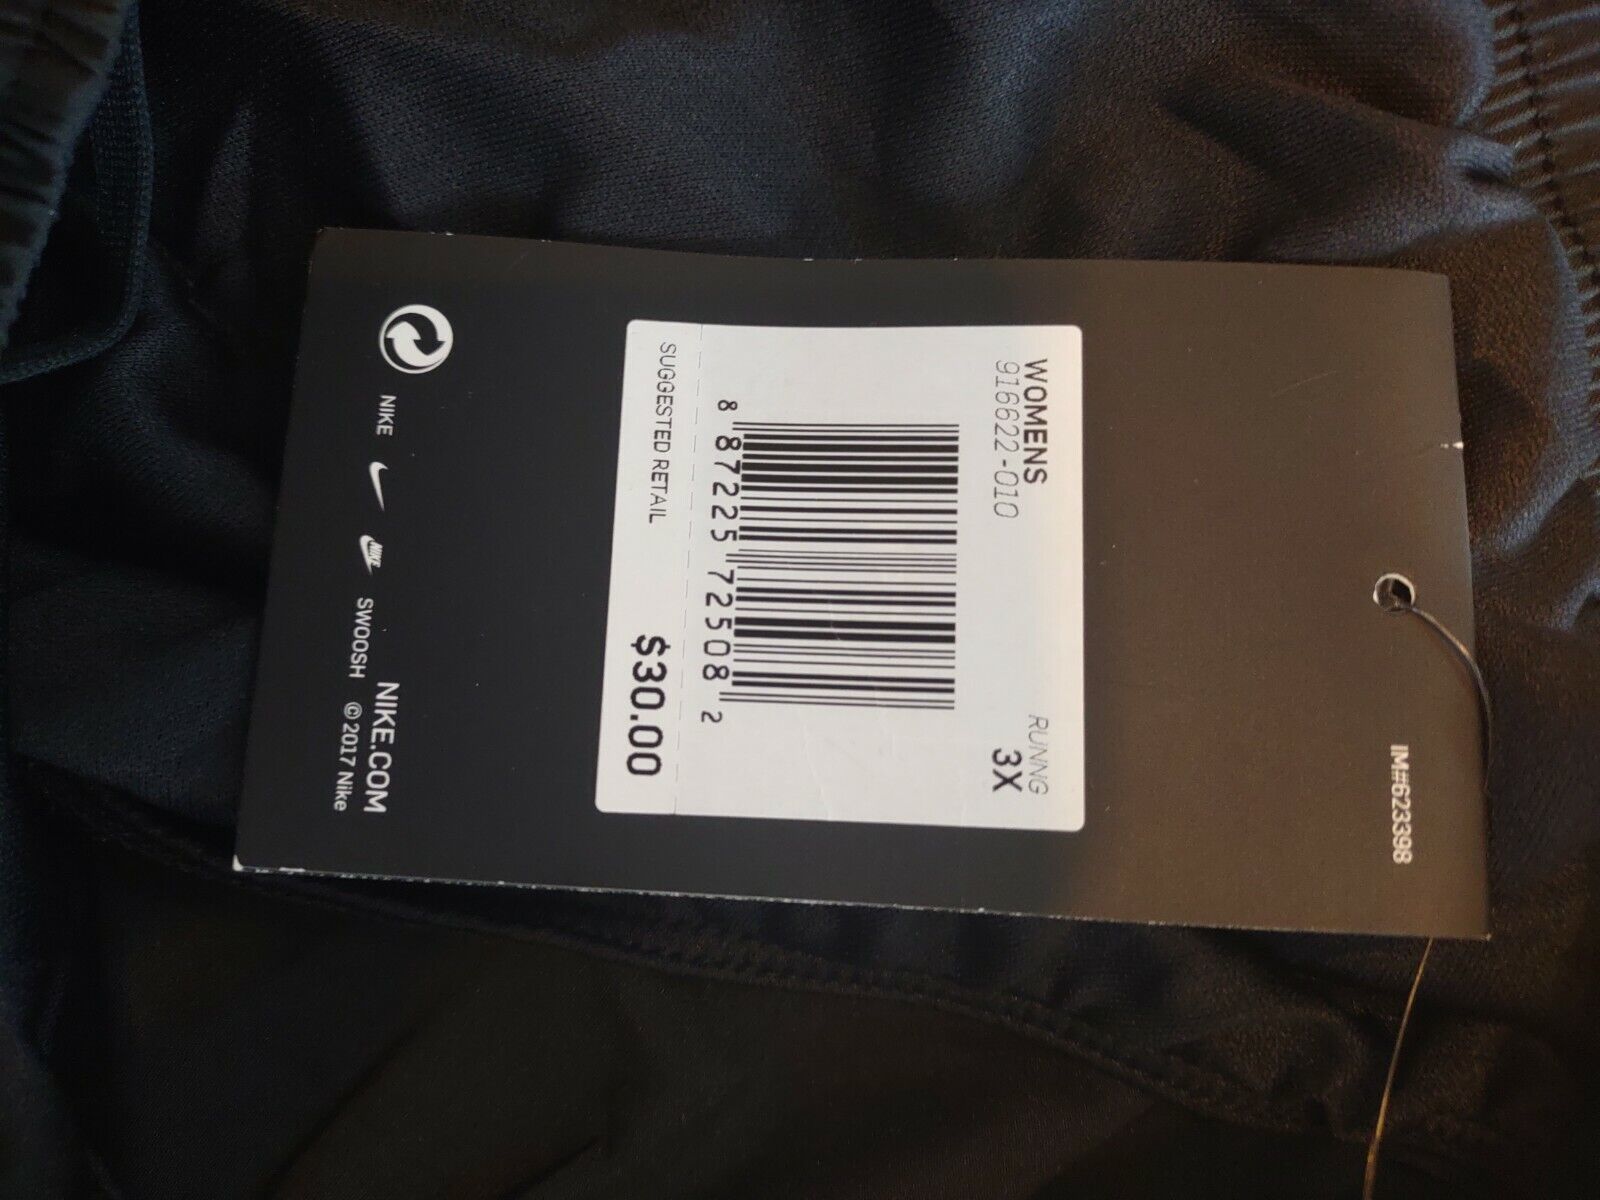 IM#623398
WOMENS RUNNG
916622-010 3X
8 87225 72508 2
SUGGESTED RETAIL $30.00
NIKE NIKE SWOOSH NIKE.COM
©2017 Nike